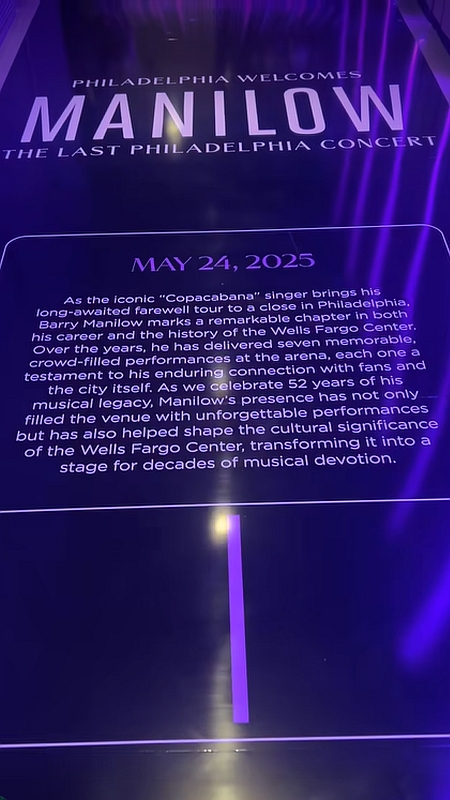 PHILADELPHIA WELCOMES
MANILOW
THE LAST PHILADELPHIA CONCERT
MAY 24, 2025
As the iconic "Copacabana" singer brings his
long-awaited farewell tour to a close in Philadelphia,
Barry Manilow marks a remarkable chapter in both
his career and the history of the Wells Fargo Center.
Over the years, he has delivered seven memorable,
crowd-filled performances at the arena, each one a
testament to his enduring connection with fans and
the city itself. As we celebrate 52 years of his
musical legacy, Manilow's presence has not only
filled the venue with unforgettable performances
but has also helped shape the cultural significance
of the Wells Fargo Center, transforming it into a
stage for decades of musical devotion.